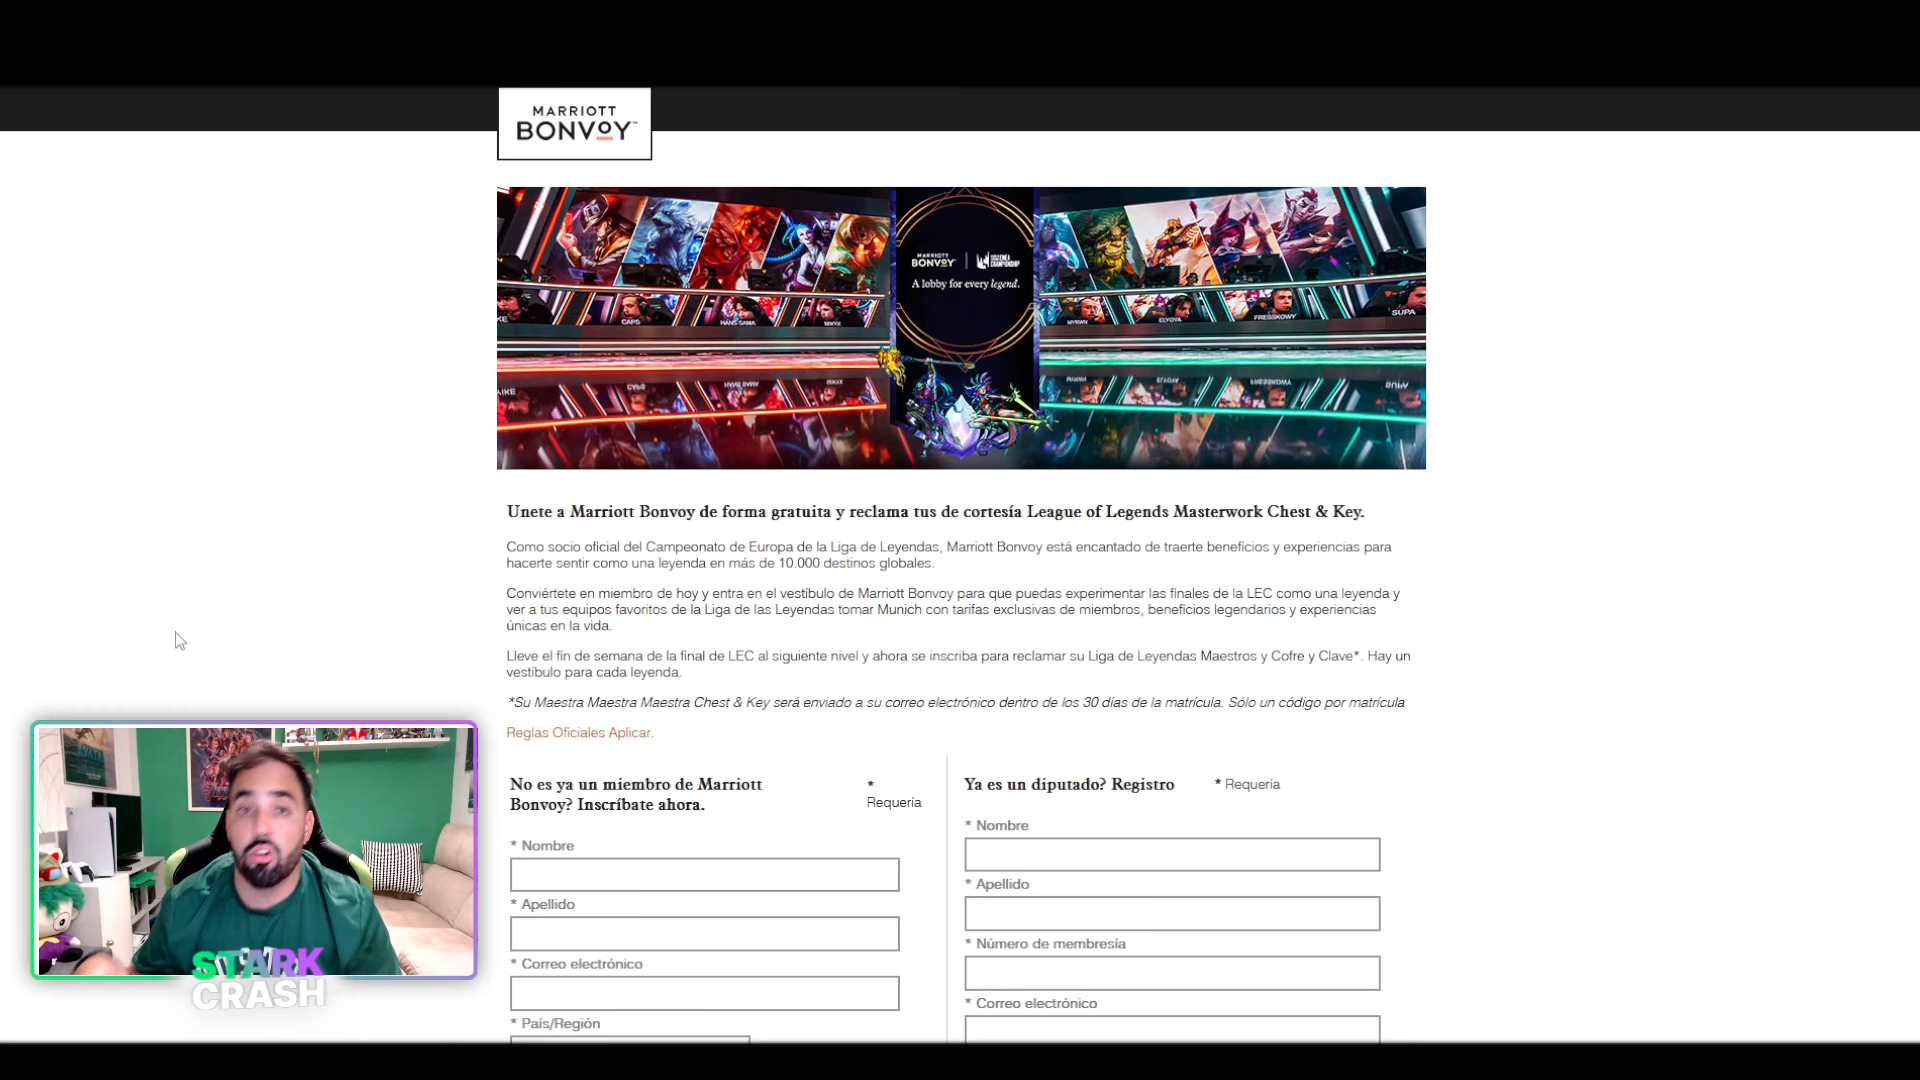 MARRIOTT
BONVOY™
MARRIOTT
BONVOY
A lobby for every legend.
CAPS
HANS SAMA
MIKYX
MYRWN
ELYOYA
FRESSKOWY
SUPA
Unete a Marriott Bonvoy de forma gratuita y reclama tus de cortesía League of Legends Masterwork Chest & Key.
Como socio oficial del Campeonato de Europa de la Liga de Leyendas, Marriott Bonvoy está encantado de traerte beneficios y experiencias para
hacerte sentir como una leyenda en más de 10.000 destinos globales.
Conviértete en miembro de hoy y entra en el vestíbulo de Marriott Bonvoy para que puedas experimentar las finales de la LEC como una leyenda y
ver a tus equipos favoritos de la Liga de las Leyendas tomar Munich con tarifas exclusivas de miembros, beneficios legendarios y experiencias
únicas en la vida.
Lleve el fin de semana de la final de LEC al siguiente nivel y ahora se inscriba para reclamar su Liga de Leyendas Maestros y Cofre y Clave*. Hay un
vestíbulo para cada leyenda.
*Su Maestra Maestra Maestra Chest & Key será enviado a su correo electrónico dentro de los 30 días de la matrícula. Sólo un código por matrícula
Reglas Oficiales Aplicar.
No es ya un miembro de Marriott
Bonvoy? Inscríbate ahora.
*
Requería
* Nombre
* Apellido
* Correo electrónico
* País/Región
Ya es un diputado? Registro
* Requería
* Nombre
* Apellido
* Número de membresía
* Correo electrónico
STARK
CRASH